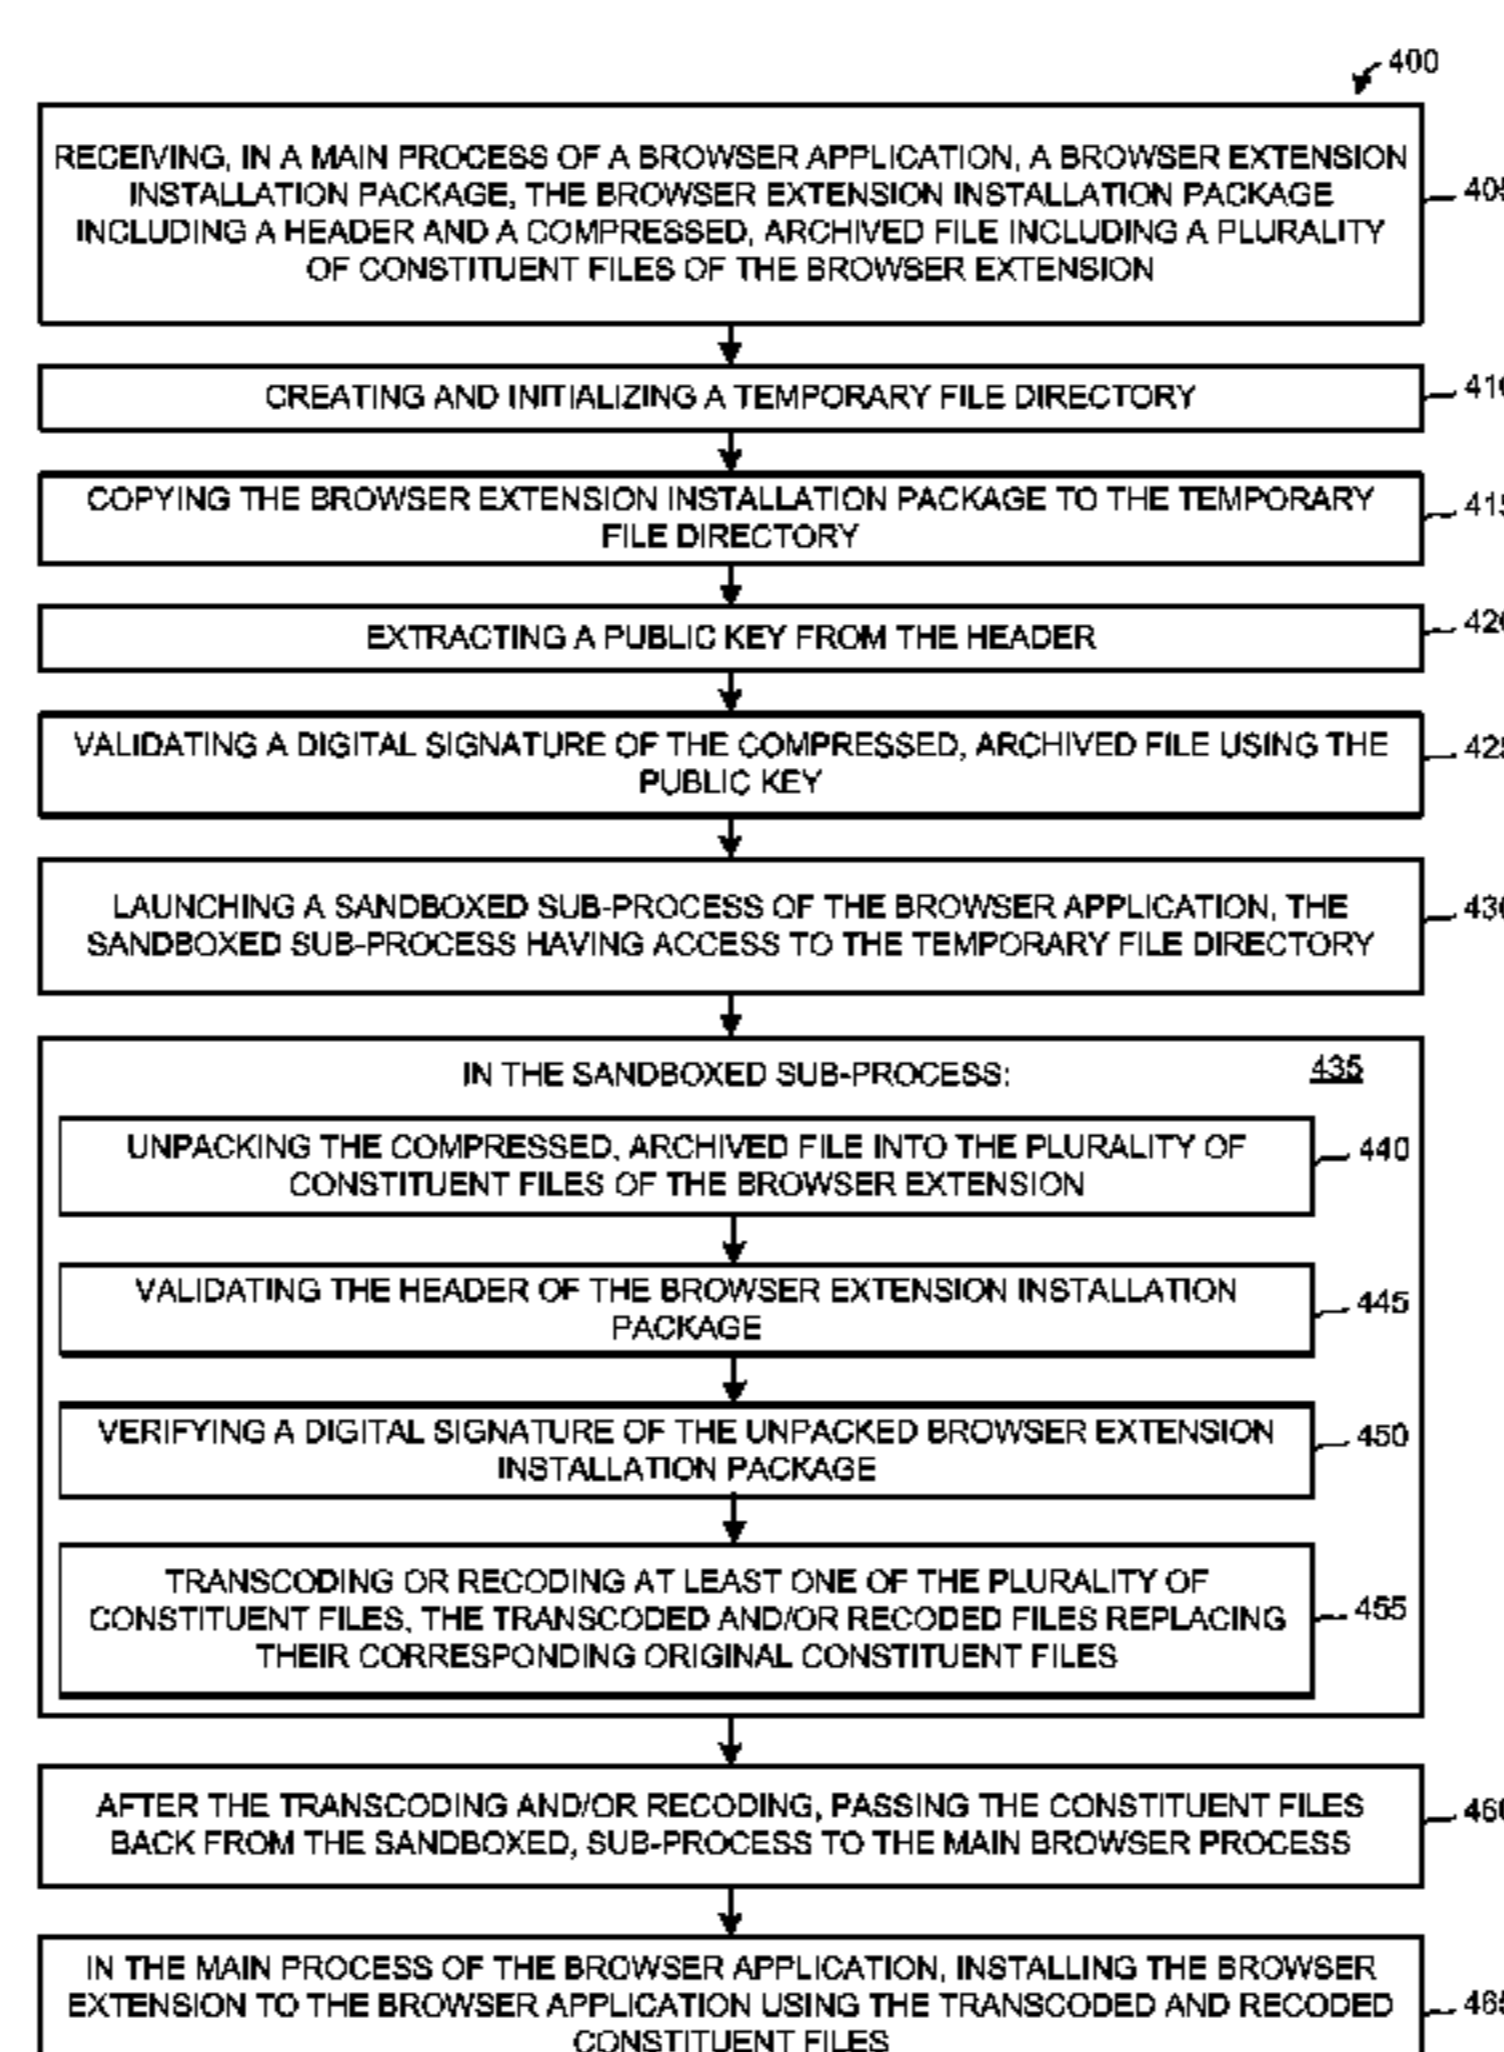 400
RECEIVING, IN A MAIN PROCESS OF A BROWSER APPLICATION, A BROWSER EXTENSION
INSTALLATION PACKAGE, THE BROWSER EXTENSION INSTALLATION PACKAGE
INCLUDING A HEADER AND A COMPRESSED, ARCHIVED FILE INCLUDING A PLURALITY
OF CONSTITUENT FILES OF THE BROWSER EXTENSION
405
CREATING AND INITIALIZING A TEMPORARY FILE DIRECTORY
410
COPYING THE BROWSER EXTENSION INSTALLATION PACKAGE TO THE TEMPORARY
FILE DIRECTORY
415
EXTRACTING A PUBLIC KEY FROM THE HEADER
420
VALIDATING A DIGITAL SIGNATURE OF THE COMPRESSED, ARCHIVED FILE USING THE
PUBLIC KEY
425
LAUNCHING A SANDBOXED SUB-PROCESS OF THE BROWSER APPLICATION, THE
SANDBOXED SUB-PROCESS HAVING ACCESS TO THE TEMPORARY FILE DIRECTORY
430
IN THE SANDBOXED SUB-PROCESS:
435
UNPACKING THE COMPRESSED, ARCHIVED FILE INTO THE PLURALITY OF
CONSTITUENT FILES OF THE BROWSER EXTENSION
440
VALIDATING THE HEADER OF THE BROWSER EXTENSION INSTALLATION
PACKAGE
445
VERIFYING A DIGITAL SIGNATURE OF THE UNPACKED BROWSER EXTENSION
INSTALLATION PACKAGE
450
TRANSCODING OR RECODING AT LEAST ONE OF THE PLURALITY OF
CONSTITUENT FILES, THE TRANSCODED AND/OR RECODED FILES REPLACING
THEIR CORRESPONDING ORIGINAL CONSTITUENT FILES
455
AFTER THE TRANSCODING AND/OR RECODING, PASSING THE CONSTITUENT FILES
BACK FROM THE SANDBOXED, SUB-PROCESS TO THE MAIN BROWSER PROCESS
460
IN THE MAIN PROCESS OF THE BROWSER APPLICATION, INSTALLING THE BROWSER
EXTENSION TO THE BROWSER APPLICATION USING THE TRANSCODED AND RECODED
CONSTITUENT FILES
465